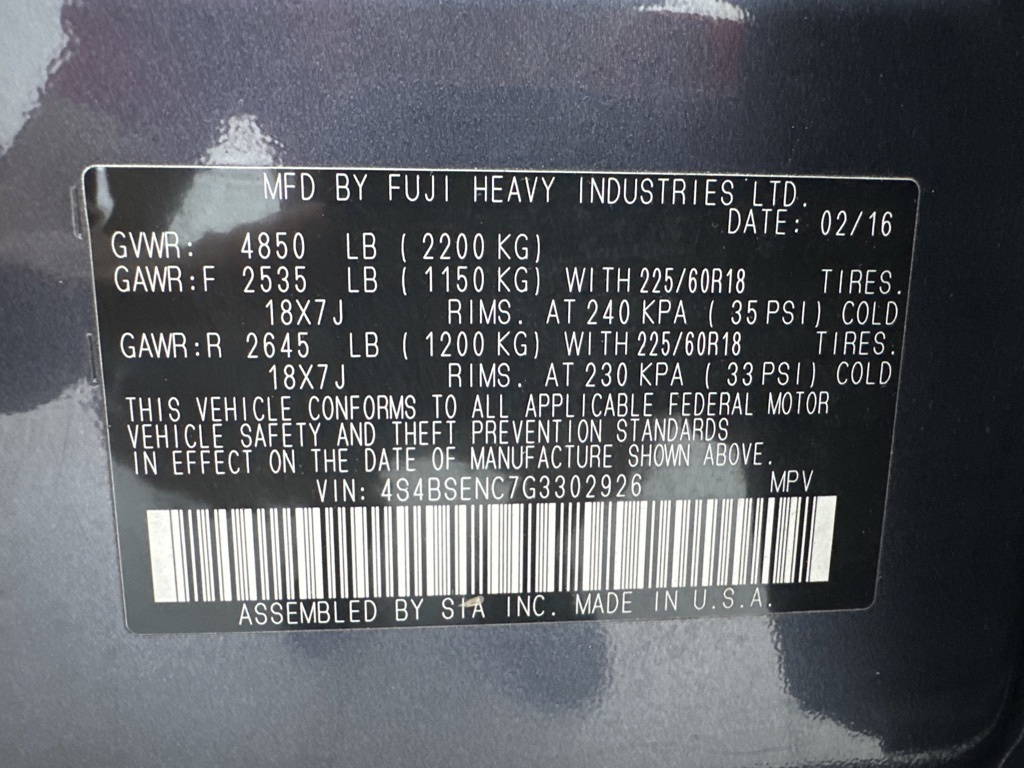 MFD BY FUJI HEAVY INDUSTRIES LTD.
DATE: 02/16
GVWR: 4850 LB ( 2200 KG)
GAWR:F 2535 LB ( 1150 KG) WITH 225/60R18 TIRES.
18X7J RIMS. AT 240 KPA ( 35 PSI) COLD
GAWR:R 2645 LB ( 1200 KG) WITH 225/60R18 TIRES.
18X7J RIMS. AT 230 KPA ( 33 PSI) COLD
THIS VEHICLE CONFORMS TO ALL APPLICABLE FEDERAL MOTOR
VEHICLE SAFETY AND THEFT PREVENTION STANDARDS
IN EFFECT ON THE DATE OF MANUFACTURE SHOWN ABOVE.
VIN: 4S4BSENC7G3302926 MPV
ASSEMBLED BY SIA INC. MADE IN U.S.A.